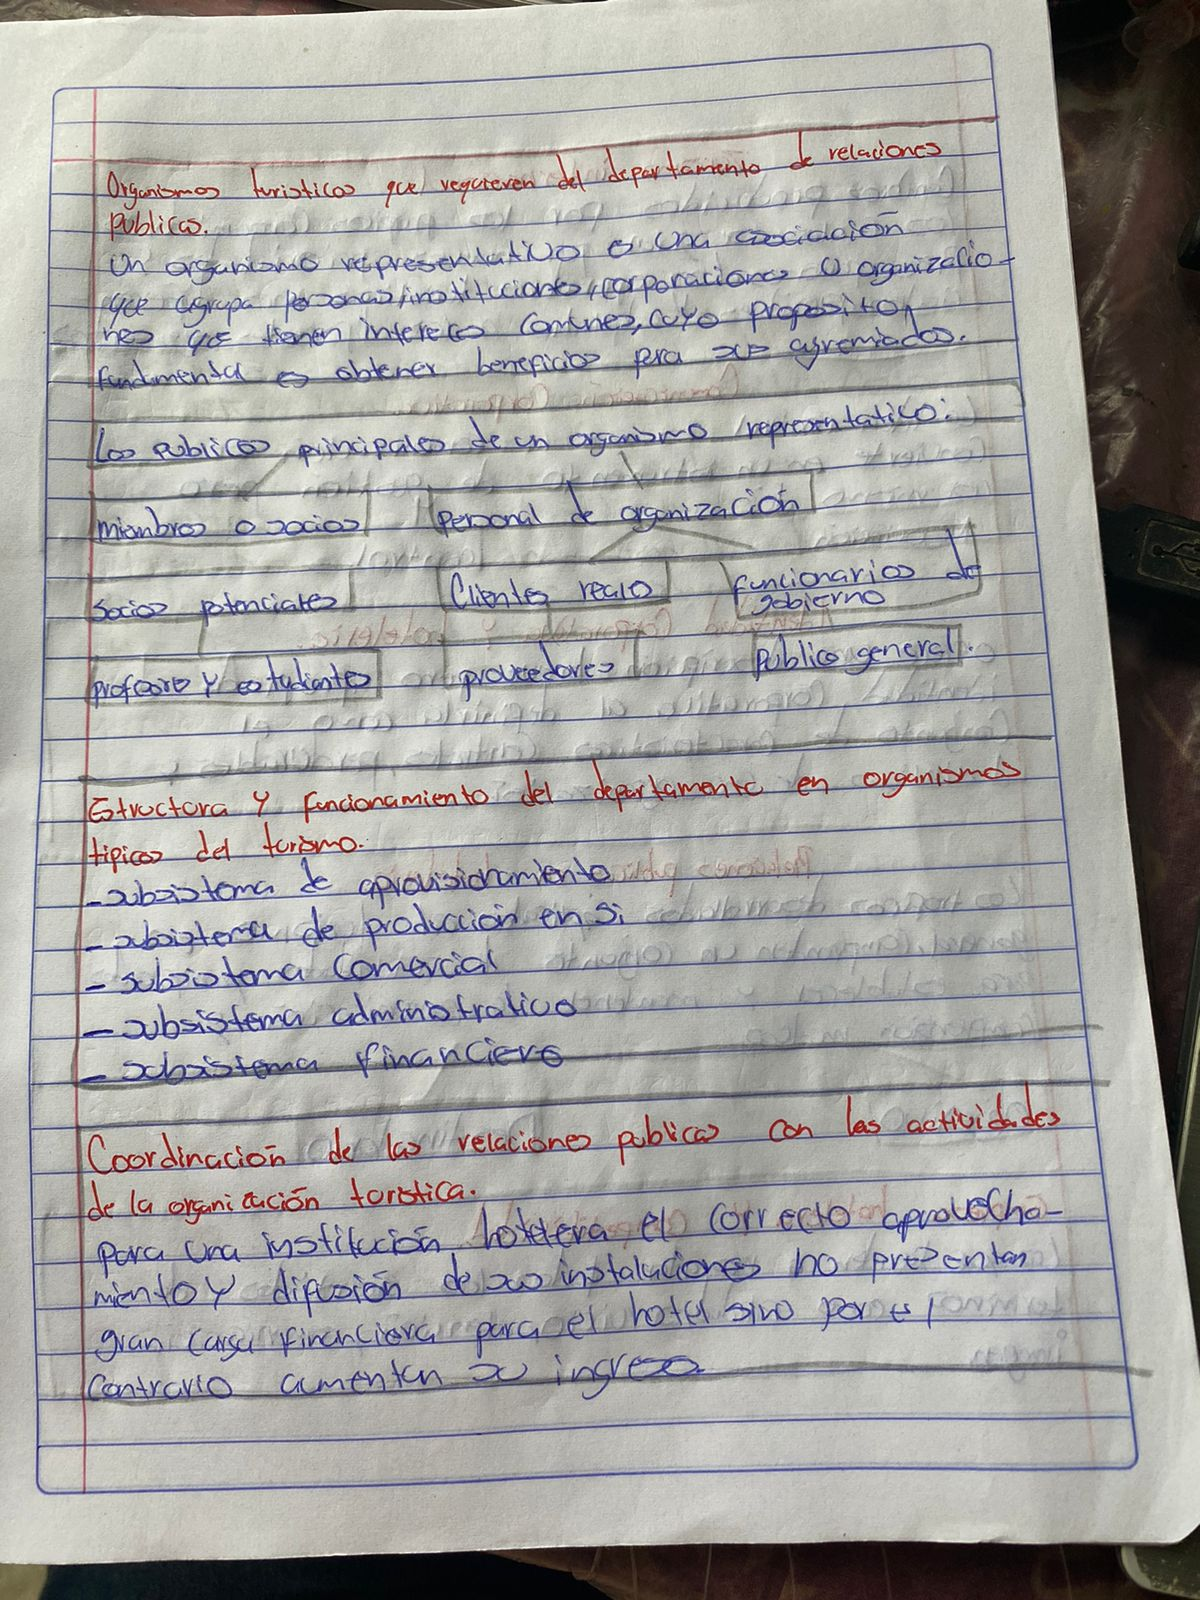 Organismos turisticos que requieren del departamento de relaciones
publicas.
Un organismo representativo es una asociación
que agrupa personas, instituciones, corporaciones u organizacio-
nes que tienen intereses comunes, cuyo proposito
fundamental es obtener beneficios para sus agremiados.
Los publicos principales de un organismo representatico:
miembros o socios
personal de organización
socios potenciales
Clientes reales
funcionarios de
gobierno
profesores y estudiantes
proveedores
Publico general.
Estructura y funcionamiento del departamento en organismos
tipicos del turismo.
- subsistema de aprovisionamiento
- subsistema de producción en si
- subsistema comercial
- subsistema administratico
- subsistema financiero
Coordinación de las relaciones publicas con las actividades
de la organización turistica.
para una institución hotelera el correcto aprovecha-
miento y difusión de sus instalaciones no presentan
gran carga financiera para el hotel sino por el
contrario aumentan su ingreso.